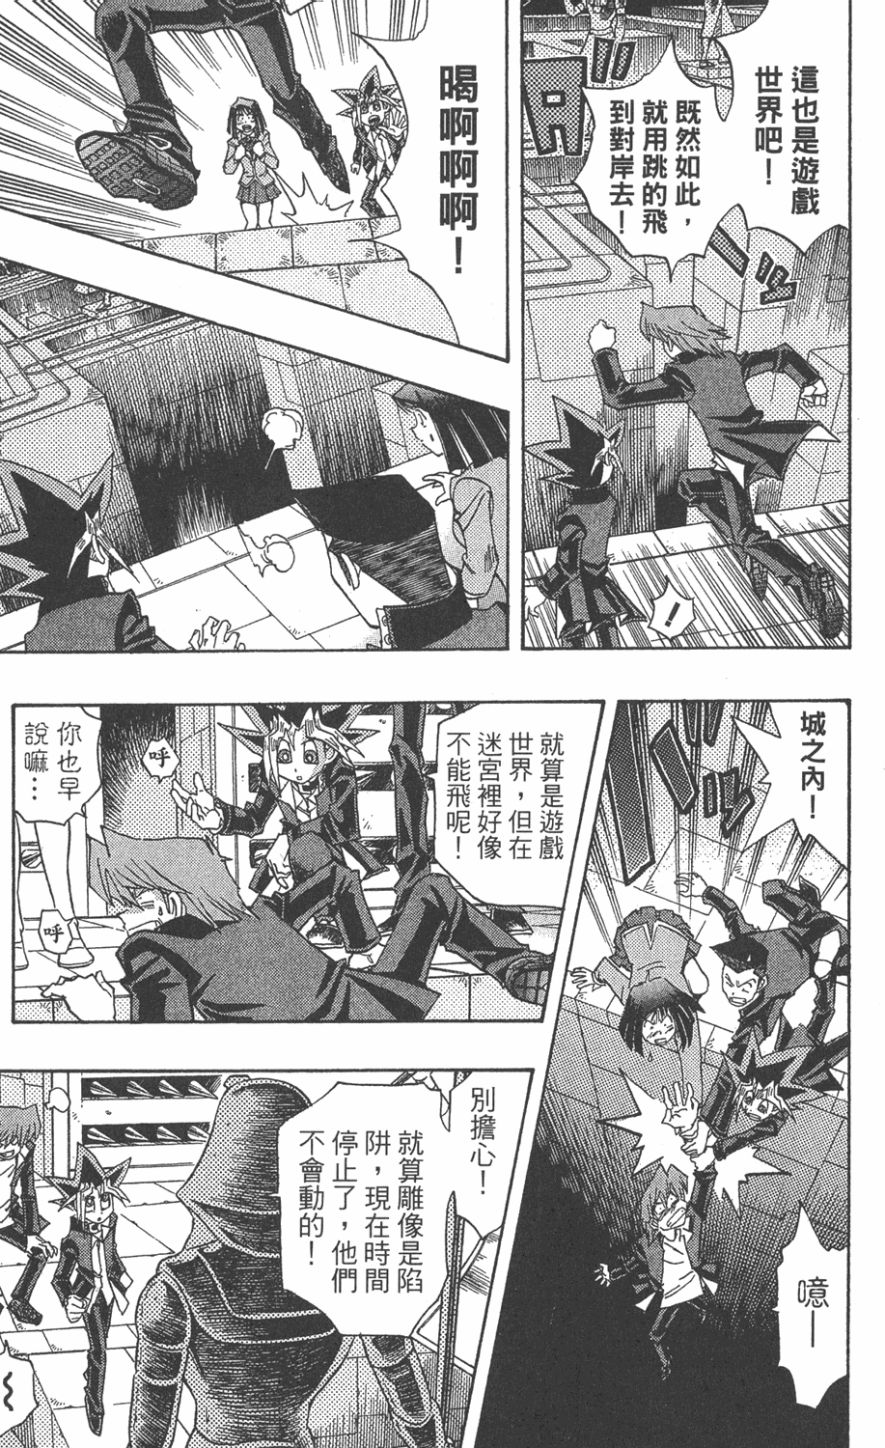 這也是遊戲
世界吧！
既然如此，
就用跳的飛
到對岸去！
！
喝啊啊啊！
城之內！
噫—
就算是遊戲
世界，但在
迷宮裡好像
不能飛呢！
呼
呼
你也早
說嘛…
別擔心！
就算雕像是陷
阱，現在時間
停止了，他們
不會動的！